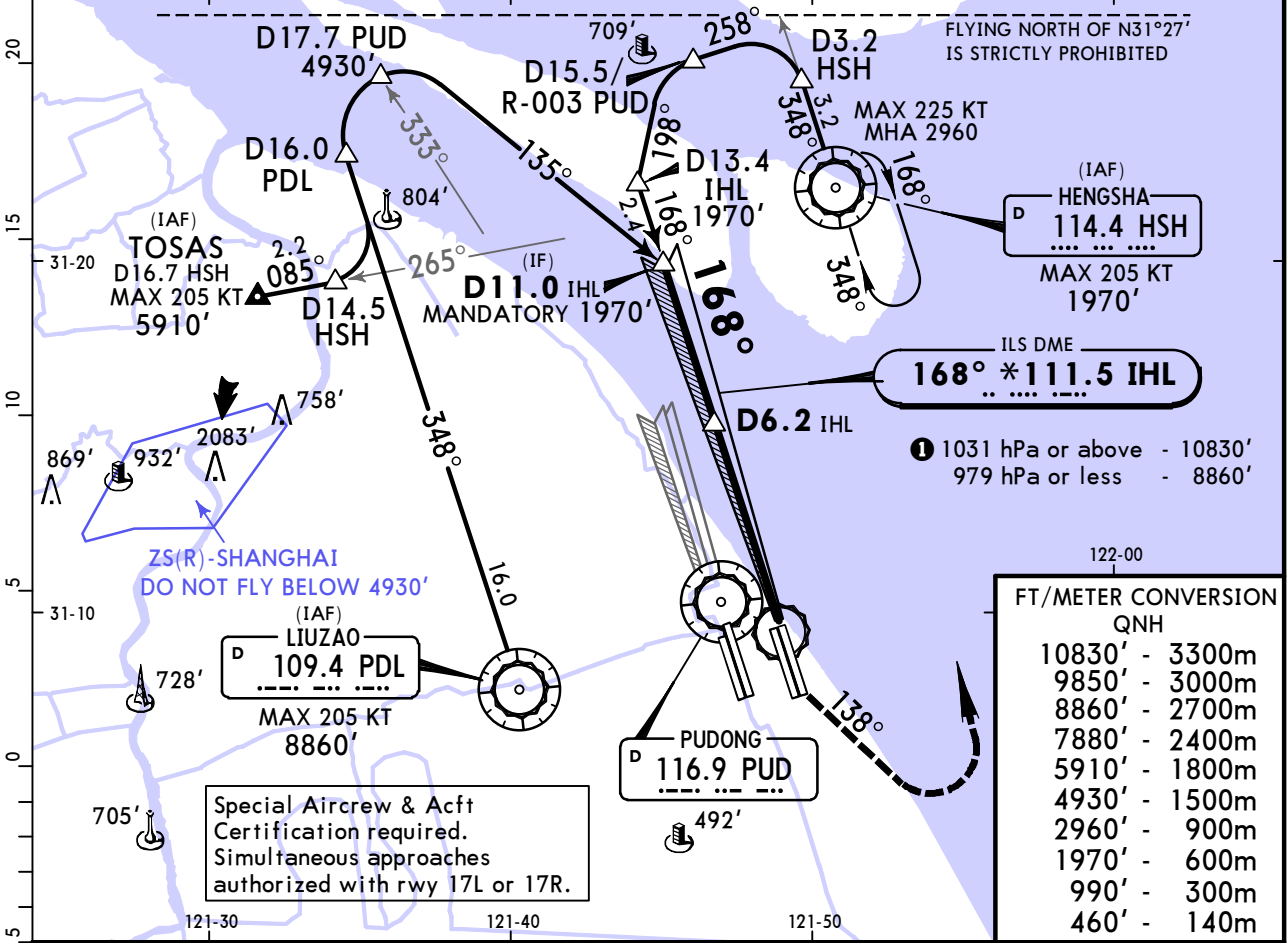 20
15
10
5
0
5
31-20
31-10
121-30
121-40
121-50
122-00
FLYING NORTH OF N31°27'
IS STRICTLY PROHIBITED
D17.7 PUD
4930'
709'
258°
D3.2
HSH
D15.5/
R-003 PUD
3.2
348°
MAX 225 KT
MHA 2960
333°
135°
198°
D16.0
PDL
D13.4
IHL
1970'
168°
804'
2.4
168°
(IAF)
HENGSHA
D 114.4 HSH
MAX 205 KT
1970'
348°
(IAF)
TOSAS
D16.7 HSH
MAX 205 KT
5910'
2.2
085°
265°
D14.5
HSH
(IF)
D11.0 IHL
MANDATORY 1970'
168°
ILS DME
168° *111.5 IHL
D6.2 IHL
1 1031 hPa or above - 10830'
979 hPa or less - 8860'
758'
2083'
869'
932'
348°
16.0
ZS(R)-SHANGHAI
DO NOT FLY BELOW 4930'
(IAF)
LIUZAO
D 109.4 PDL
MAX 205 KT
8860'
728'
705'
PUDONG
D 116.9 PUD
492'
138°
Special Aircrew & Acft
Certification required.
Simultaneous approaches
authorized with rwy 17L or 17R.
FT/METER CONVERSION
QNH
10830' - 3300m
9850' - 3000m
8860' - 2700m
7880' - 2400m
5910' - 1800m
4930' - 1500m
2960' - 900m
1970' - 600m
990' - 300m
460' - 140m